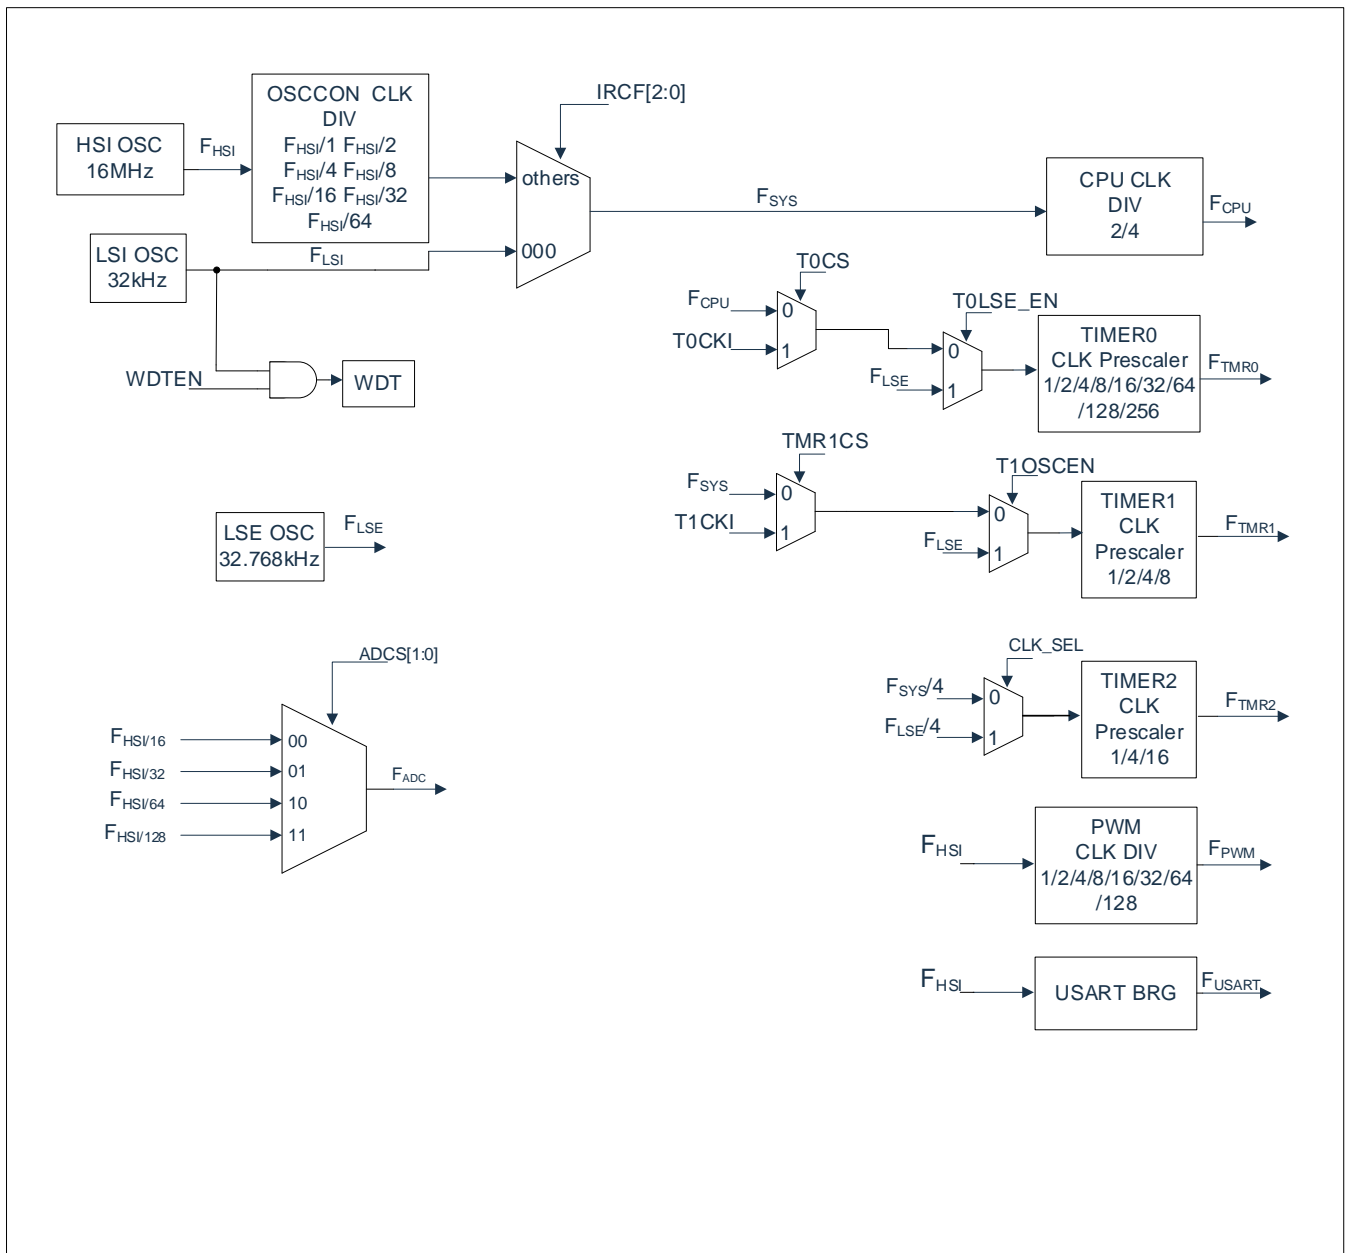 IRCF[2:0]
OSCCON CLK
DIV
FHSI/1 FHSI/2
FHSI/4 FHSI/8
FHSI/16 FHSI/32
FHSI/64
HSI OSC
16MHz
FHSI
others
000
FSYS
CPU CLK
DIV
2/4
FCPU
LSI OSC
32kHz
FLSI
WDTEN
WDT
T0CS
FCPU
0
T0CKI
1
T0LSE_EN
0
FLSE
1
TIMER0
CLK Prescaler
1/2/4/8/16/32/64
/128/256
FTMR0
TMR1CS
FSYS
0
T1CKI
1
T1OSCEN
0
FLSE
1
TIMER1
CLK
Prescaler
1/2/4/8
FTMR1
LSE OSC
32.768kHz
FLSE
ADCS[1:0]
FHSI/16
00
FHSI/32
01
FHSI/64
10
FHSI/128
11
FADC
CLK_SEL
FSYS/4
0
FLSE/4
1
TIMER2
CLK
Prescaler
1/4/16
FTMR2
FHSI
PWM
CLK DIV
1/2/4/8/16/32/64
/128
FPWM
FHSI
USART BRG
FUSART